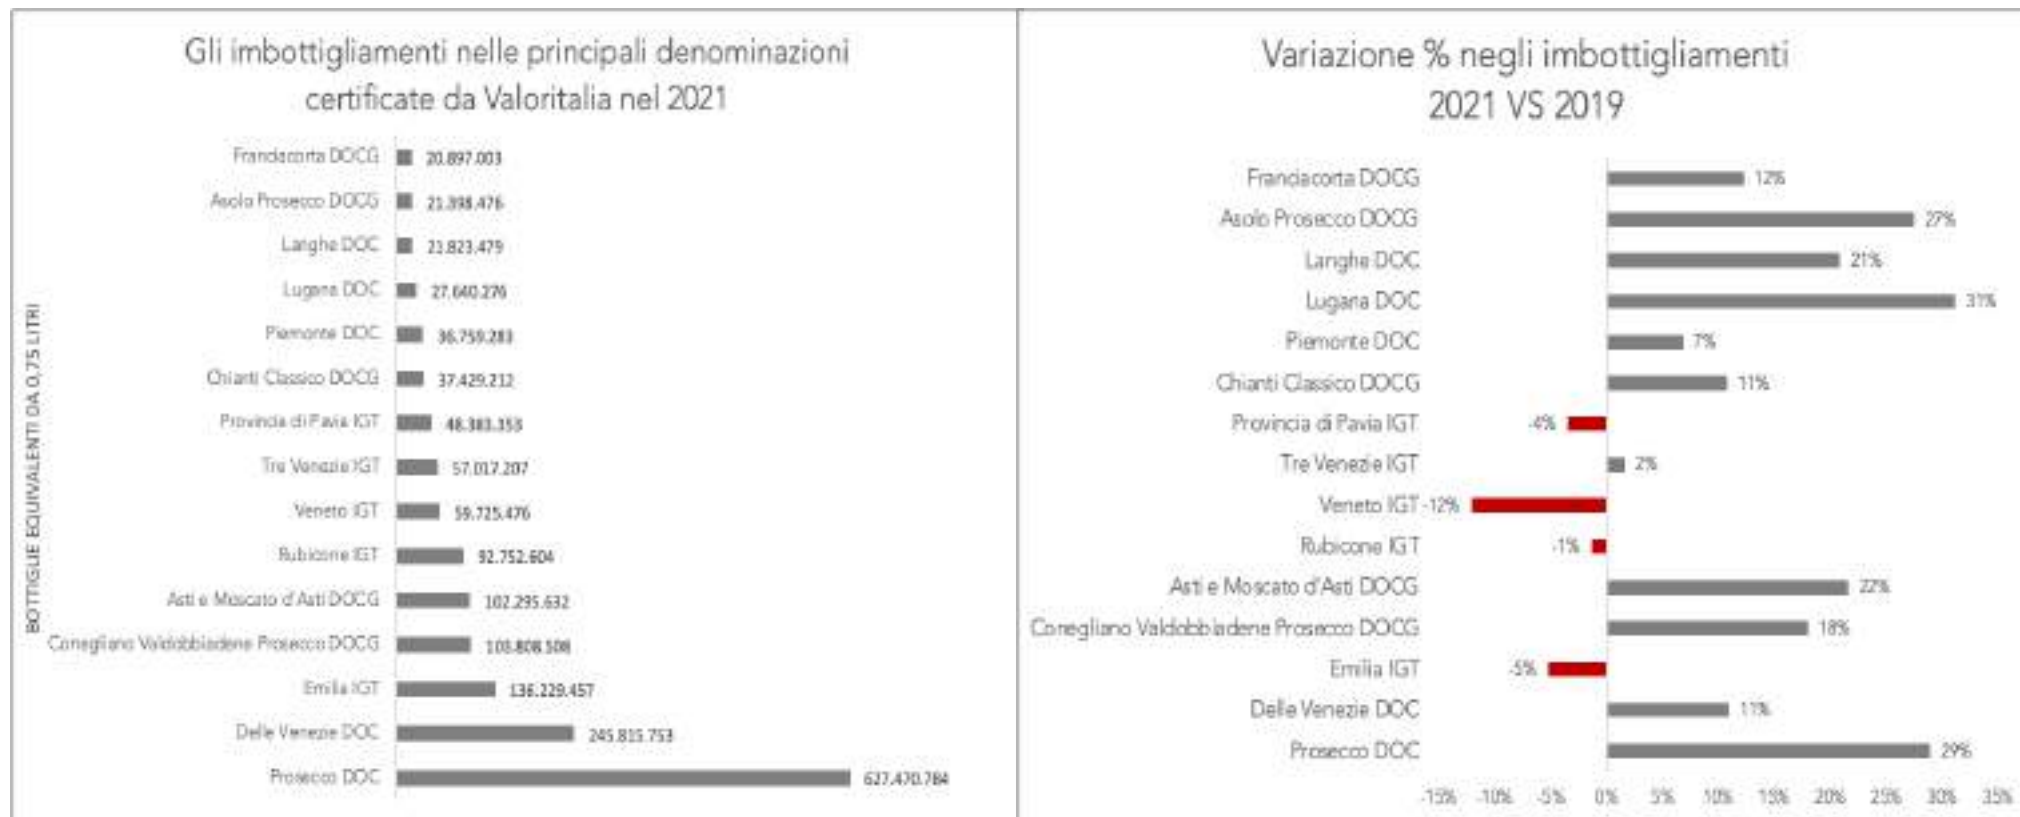 Gli imbottigliamenti nelle principali denominazioni
certificate da Valoritalia nel 2021
BOTTIGLIE EQUIVALENTI DA 0,75 LITRI
Franciacorta DOCG 20.897.003
Asolo Prosecco DOCG 21.398.476
Langhe DOC 21.823.479
Lugana DOC 27.640.276
Piemonte DOC 36.759.283
Chianti Classico DOCG 37.429.212
Provincia di Pavia IGT 48.383.353
Tre Venezie IGT 57.017.207
Veneto IGT 59.725.476
Rubicone IGT 92.752.604
Asti e Moscato d'Asti DOCG 102.295.632
Conegliano Valdobbiadene Prosecco DOCG 103.808.508
Emilia IGT 136.229.457
Delle Venezie DOC 245.815.753
Prosecco DOC 627.470.784
Variazione % negli imbottigliamenti
2021 VS 2019
Franciacorta DOCG 12%
Asolo Prosecco DOCG 27%
Langhe DOC 21%
Lugana DOC 31%
Piemonte DOC 7%
Chianti Classico DOCG 11%
Provincia di Pavia IGT -4%
Tre Venezie IGT 2%
Veneto IGT -12%
Rubicone IGT -1%
Asti e Moscato d'Asti DOCG 22%
Conegliano Valdobbiadene Prosecco DOCG 18%
Emilia IGT -5%
Delle Venezie DOC 11%
Prosecco DOC 29%
-15% -10% -5% 0% 5% 10% 15% 20% 25% 30% 35%